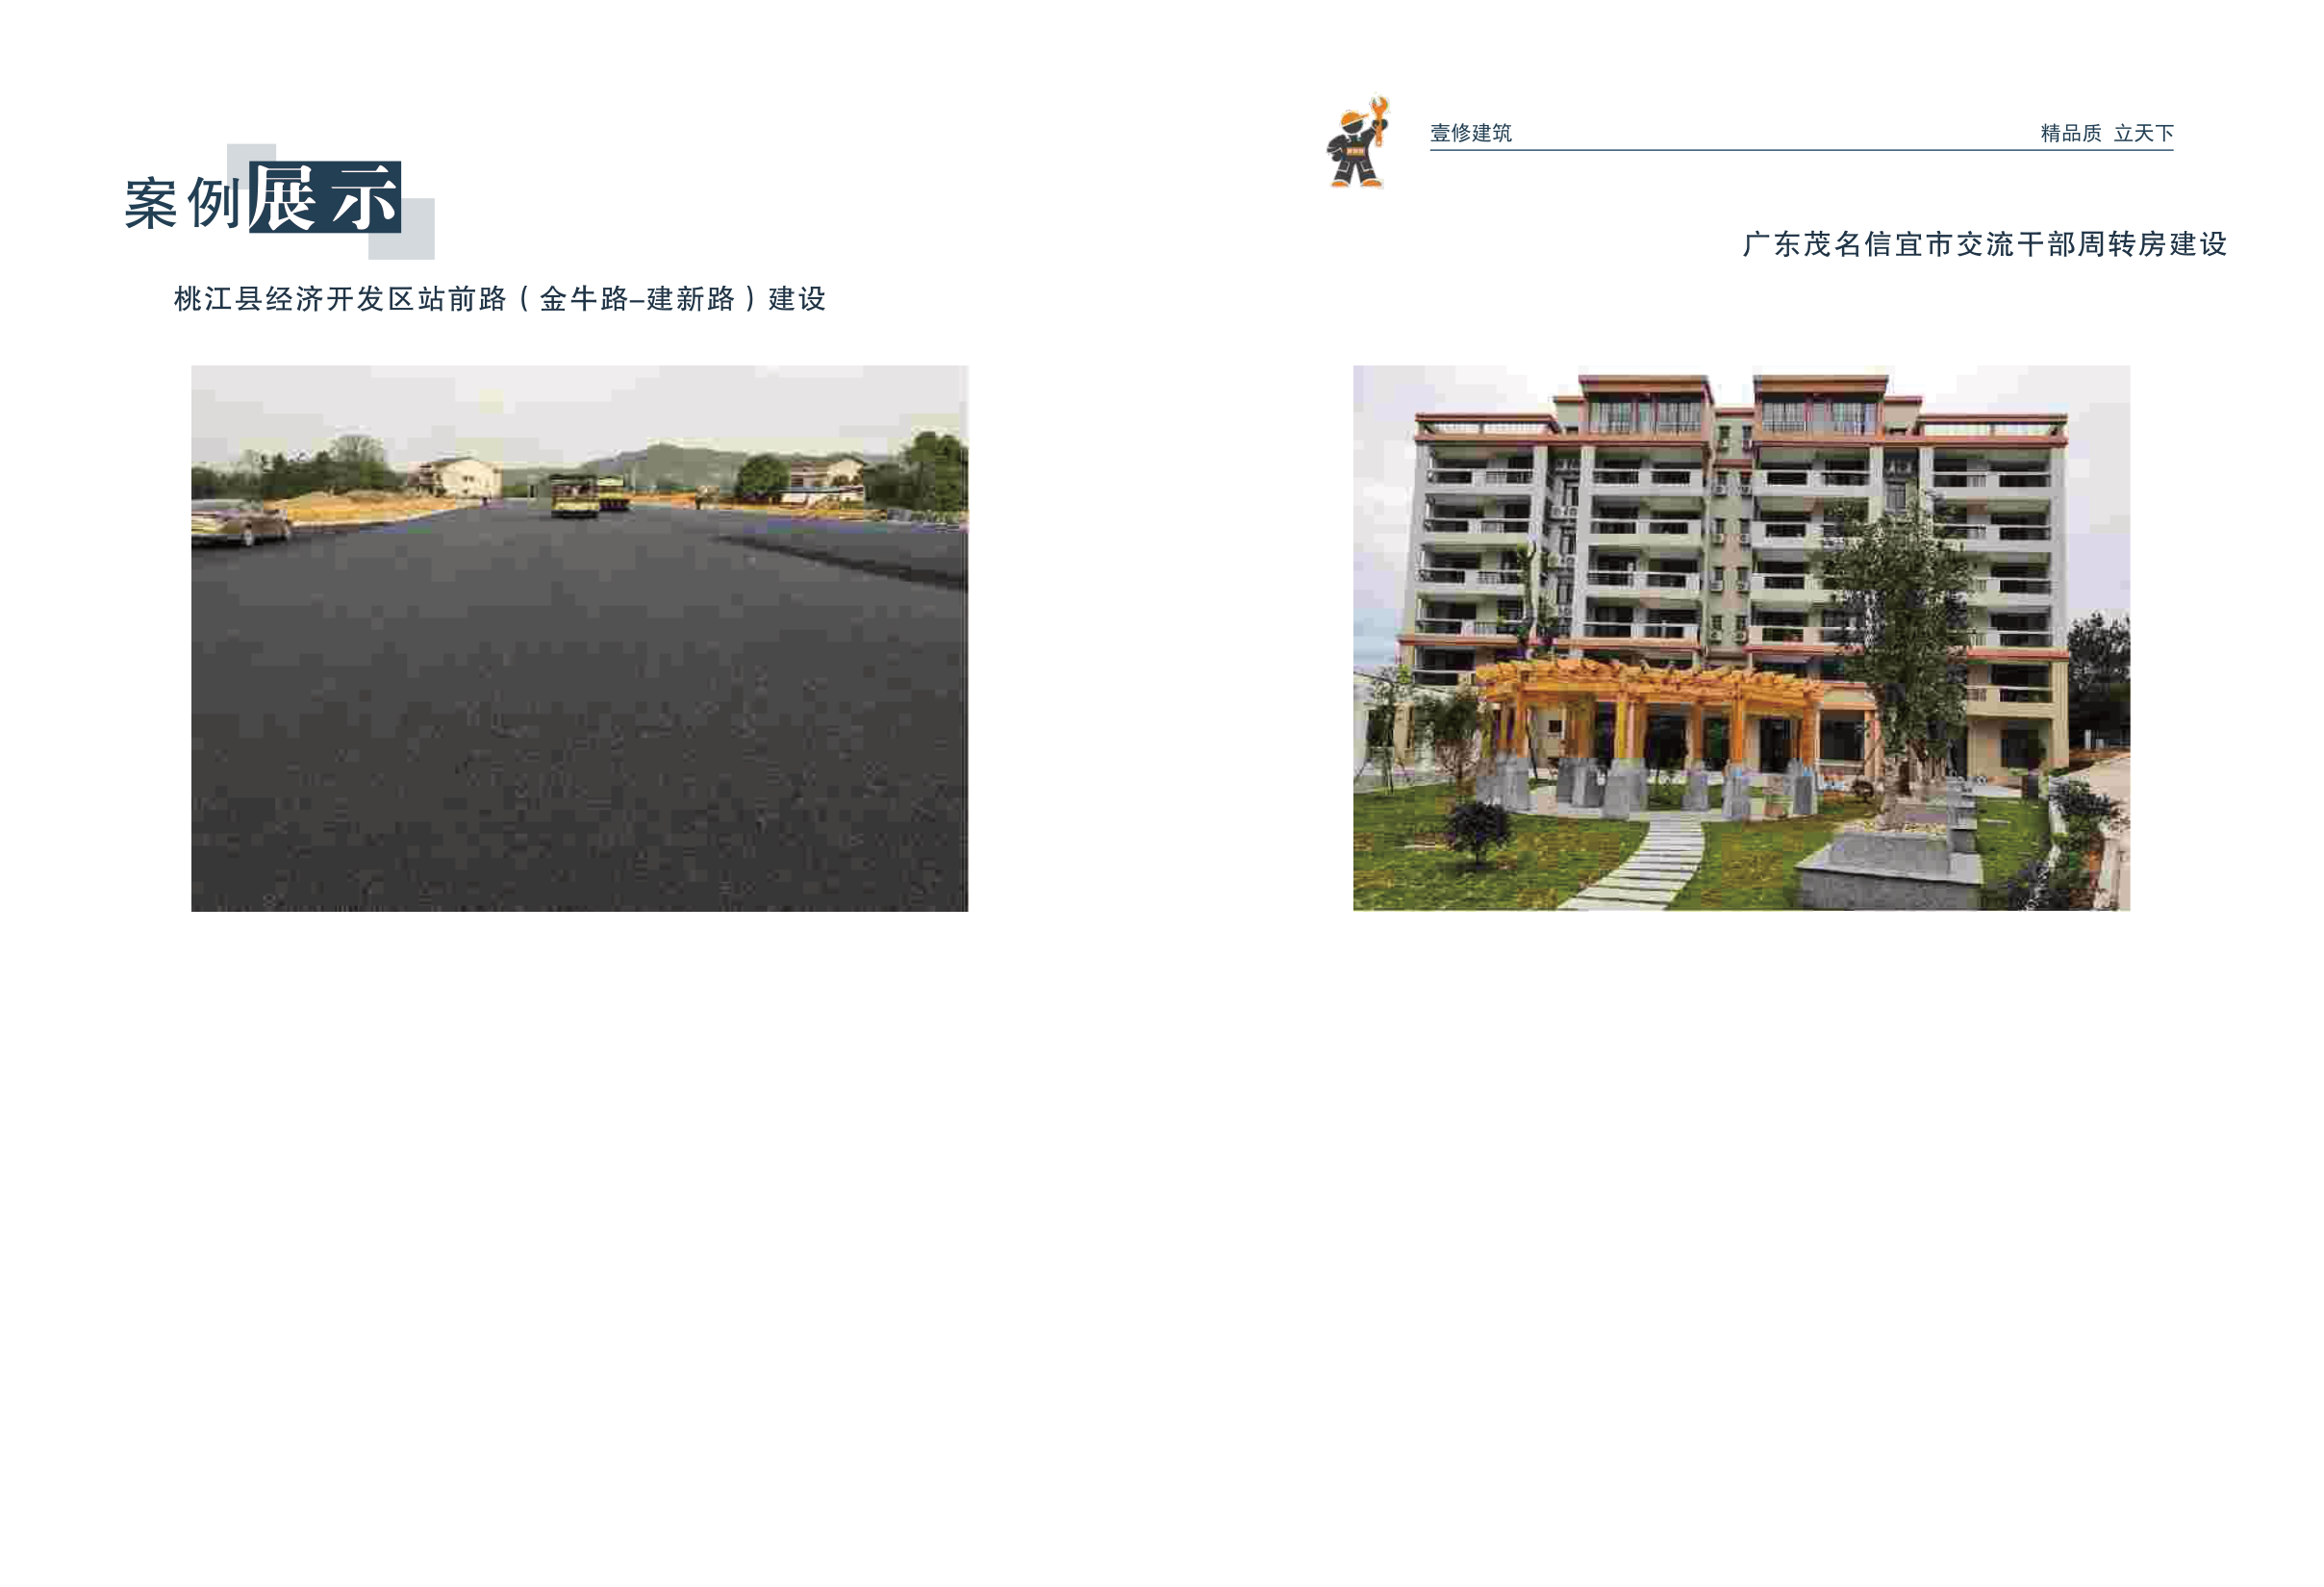 案例展示
桃江县经济开发区站前路（金牛路–建新路）建设
壹修建筑
精品质 立天下
广东茂名信宜市交流干部周转房建设